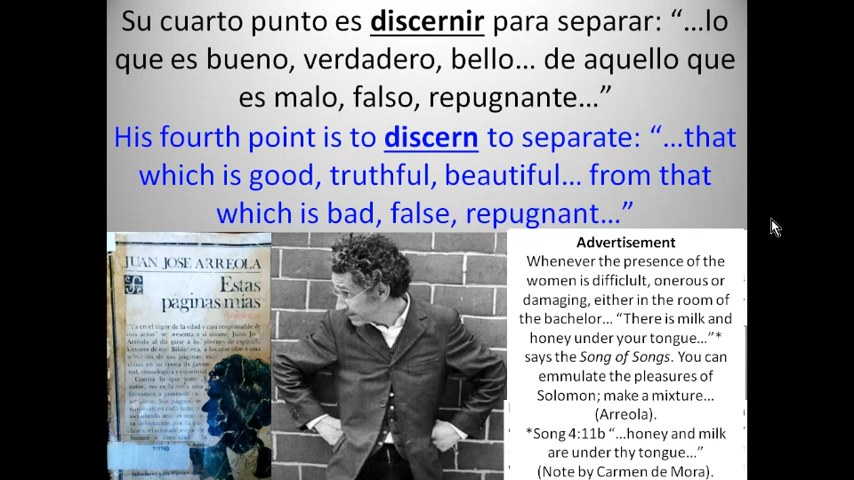 Su cuarto punto es discernir para separar: “…lo
que es bueno, verdadero, bello… de aquello que
es malo, falso, repugnante…”
His fourth point is to discern to separate: “…that
which is good, truthful, beautiful… from that
which is bad, false, repugnant…”
JUAN JOSE ARREOLA
Estas
páginas mías
Antología
Advertisement
Whenever the presence of the
women is difficlult, onerous or
damaging, either in the room of
the bachelor… “There is milk and
honey under your tongue…”*
says the Song of Songs. You can
emmulate the pleasures of
Solomon; make a mixture…
(Arreola).
*Song 4:11b “…honey and milk
are under thy tongue…”
(Note by Carmen de Mora).